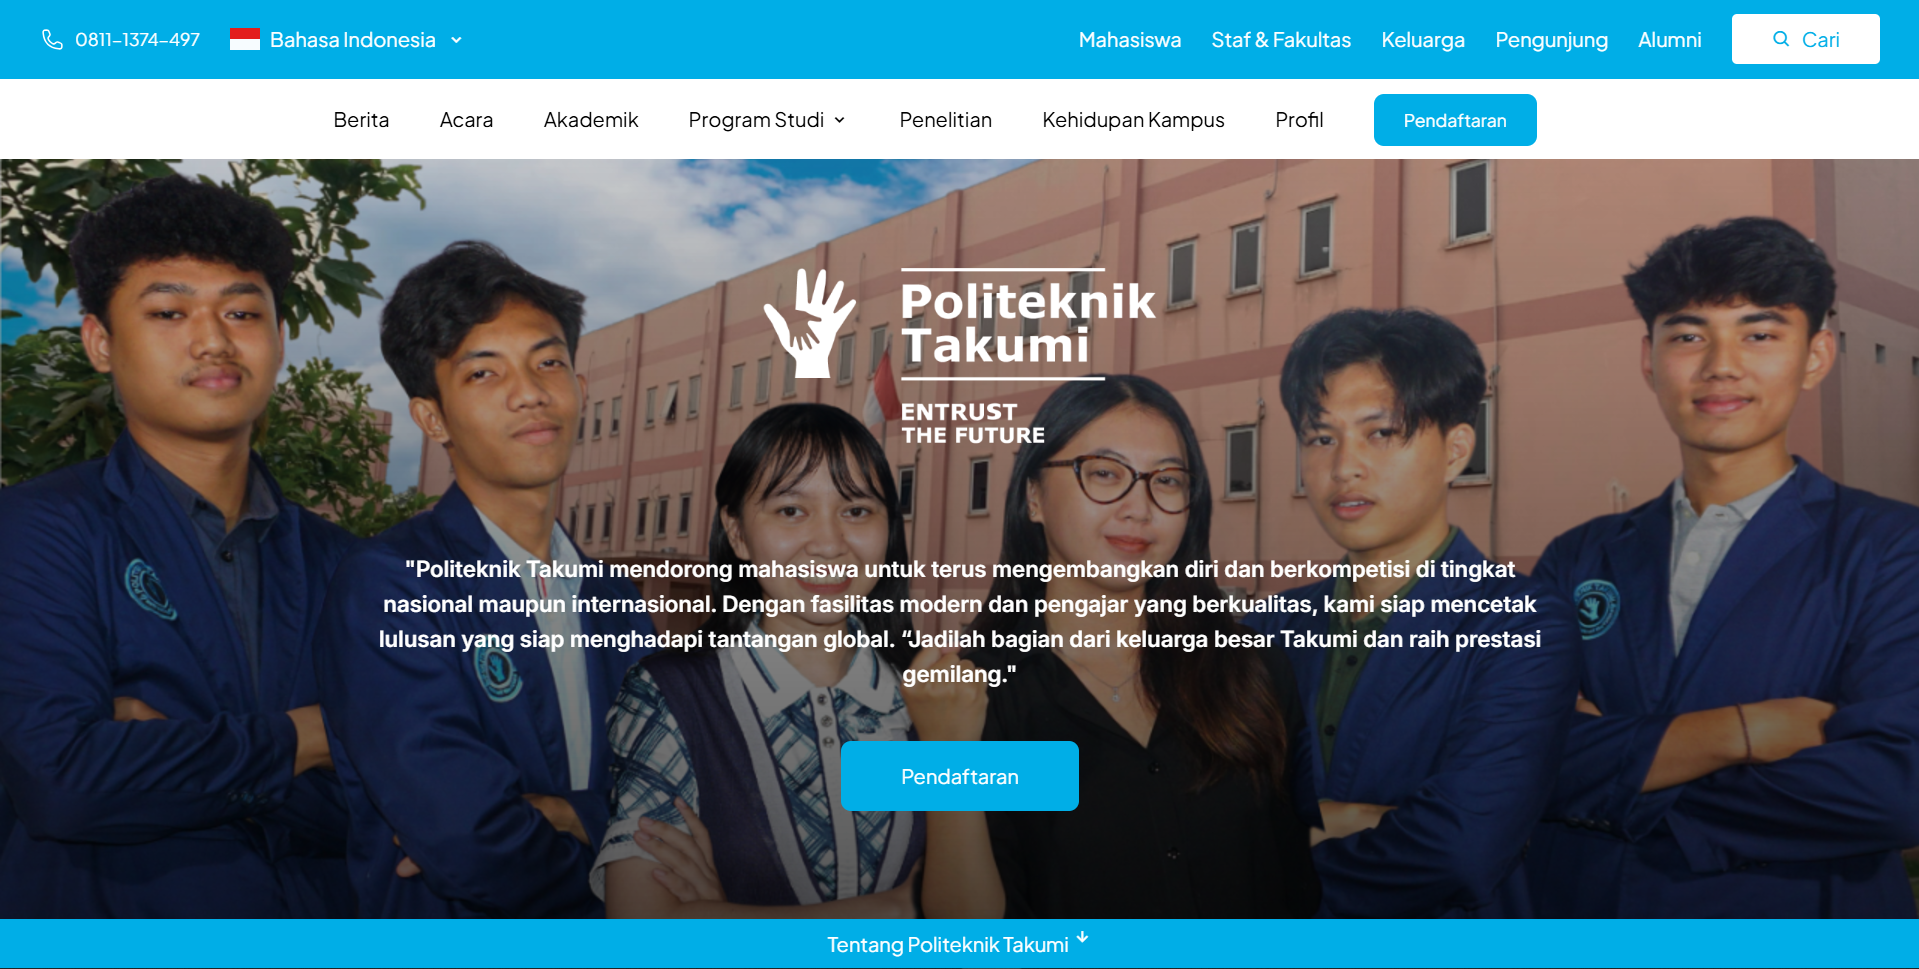 0811-1374-497
Bahasa Indonesia
Mahasiswa
Staf & Fakultas
Keluarga
Pengunjung
Alumni
Cari
Berita
Acara
Akademik
Program Studi
Penelitian
Kehidupan Kampus
Profil
Pendaftaran
Politeknik
Takumi
ENTRUST
THE FUTURE
"Politeknik Takumi mendorong mahasiswa untuk terus mengembangkan diri dan berkompetisi di tingkat
nasional maupun internasional. Dengan fasilitas modern dan pengajar yang berkualitas, kami siap mencetak
lulusan yang siap menghadapi tantangan global. “Jadilah bagian dari keluarga besar Takumi dan raih prestasi
gemilang."
Pendaftaran
Tentang Politeknik Takumi